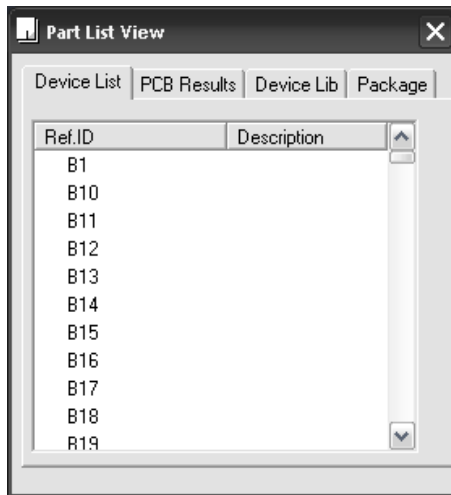 Part List View
Device List PCB Results Device Lib Package
Ref.ID Description
B1
B10
B11
B12
B13
B14
B15
B16
B17
B18
B19